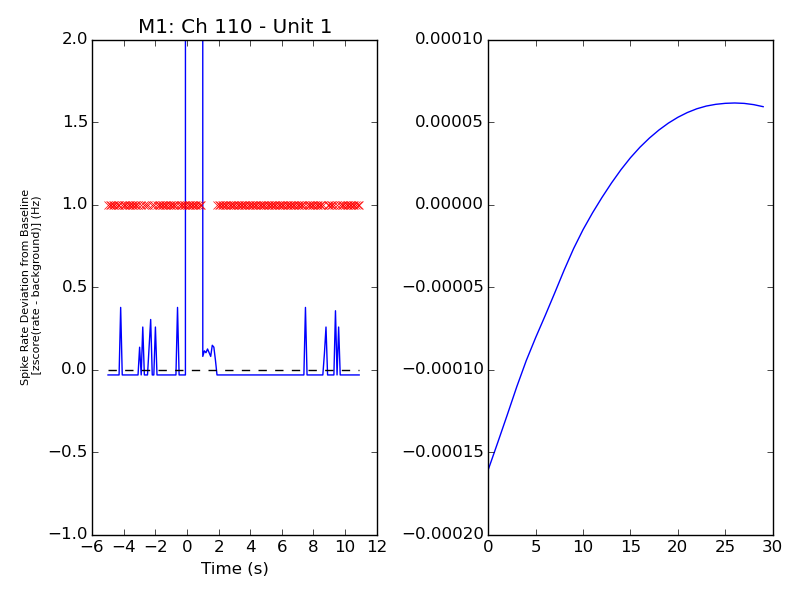 M1: Ch 110 - Unit 1
2.0
1.5
1.0
0.5
0.0
−0.5
−1.0
−6 −4 −2 0 2 4 6 8 10 12
Time (s)
Spike Rate Deviation from Baseline
[zscore(rate - background)] (Hz)
0.00010
0.00005
0.00000
−0.00005
−0.00010
−0.00015
−0.00020
0 5 10 15 20 25 30